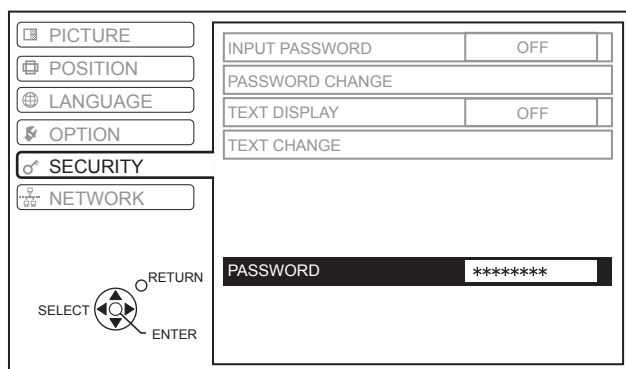 PICTURE
POSITION
LANGUAGE
OPTION
SECURITY
NETWORK
INPUT PASSWORD OFF
PASSWORD CHANGE
TEXT DISPLAY OFF
TEXT CHANGE
PASSWORD ********
RETURN
SELECT
ENTER